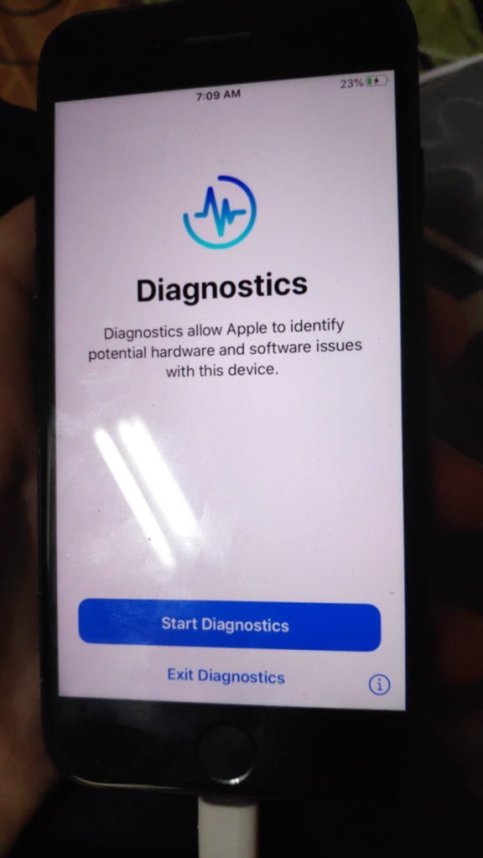 7:09 AM 23%
Diagnostics
Diagnostics allow Apple to identify
potential hardware and software issues
with this device.
Start Diagnostics
Exit Diagnostics